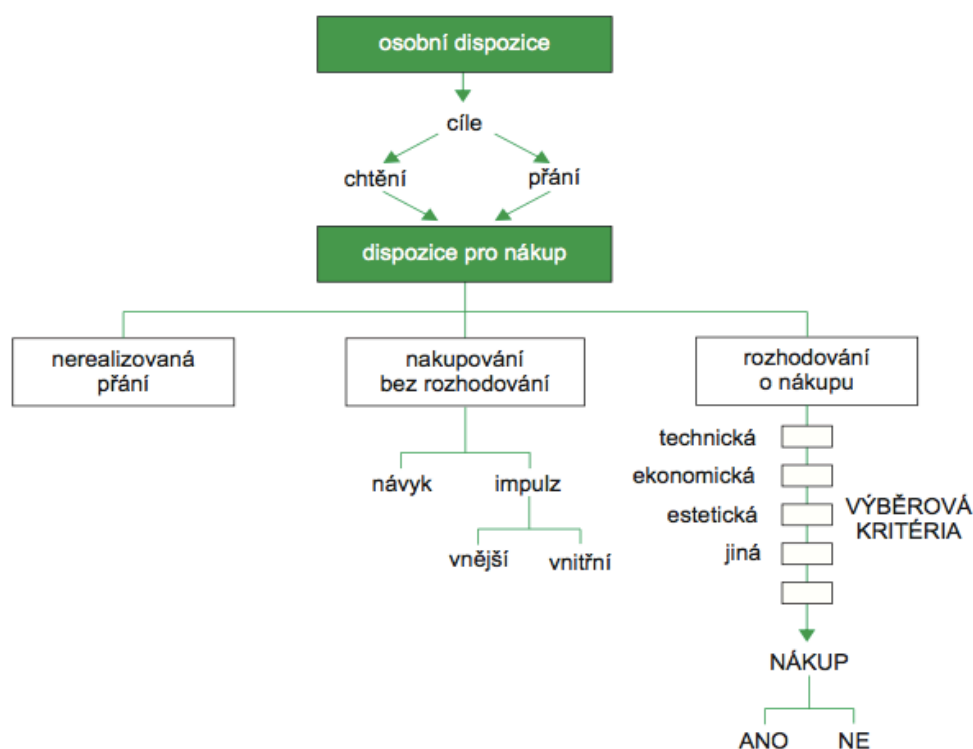 osobní dispozice
cíle
chtění
přání
dispozice pro nákup
nerealizovaná
přání
nakupování
bez rozhodování
rozhodování
o nákupu
technická
ekonomická
estetická
jiná
VÝBĚROVÁ
KRITÉRIA
návyk
impulz
vnější
vnitřní
NÁKUP
ANO
NE